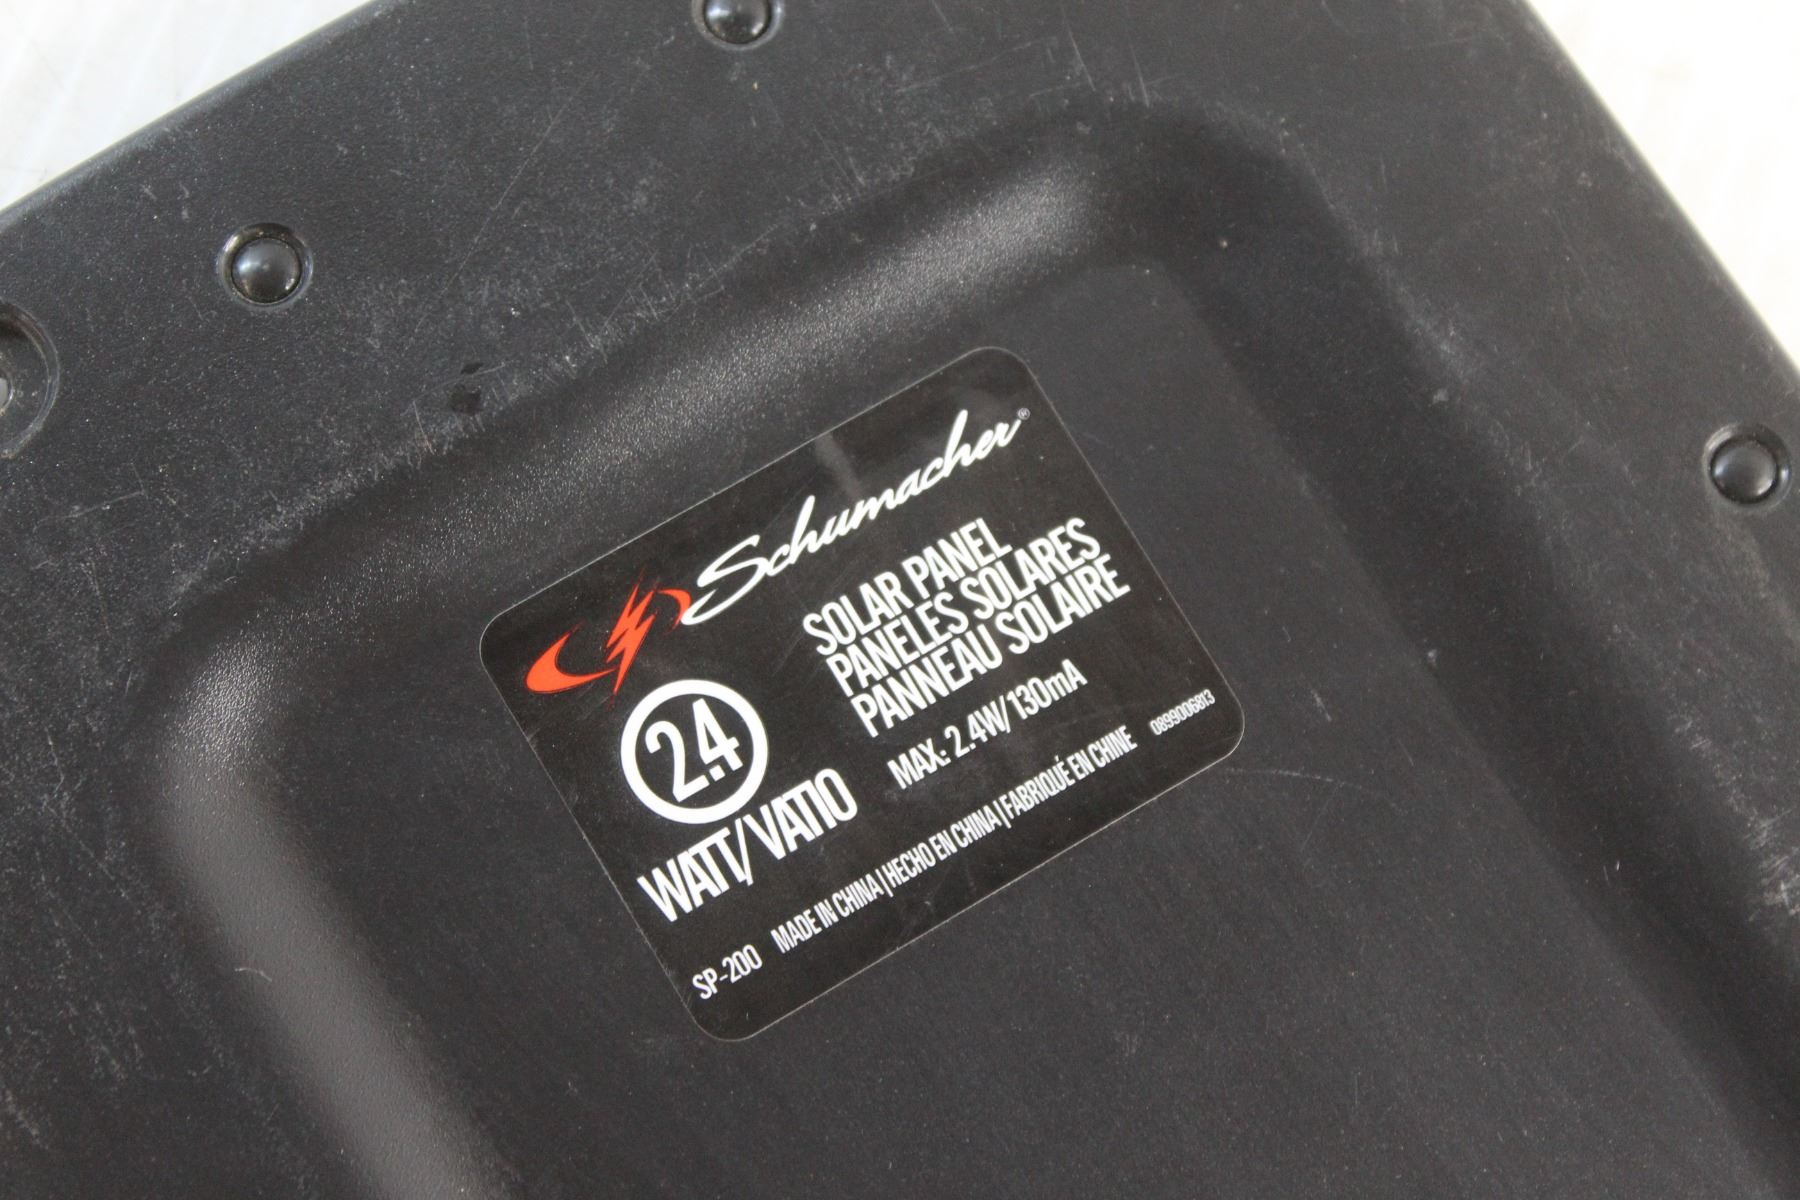 Schumacher®
SOLAR PANEL
PANELES SOLARES
PANNEAU SOLAIRE
2.4
WATT/VATIO
MAX: 2.4W/130mA
SP-200 MADE IN CHINA | HECHO EN CHINA | FABRIQUÉ EN CHINE 0899006813